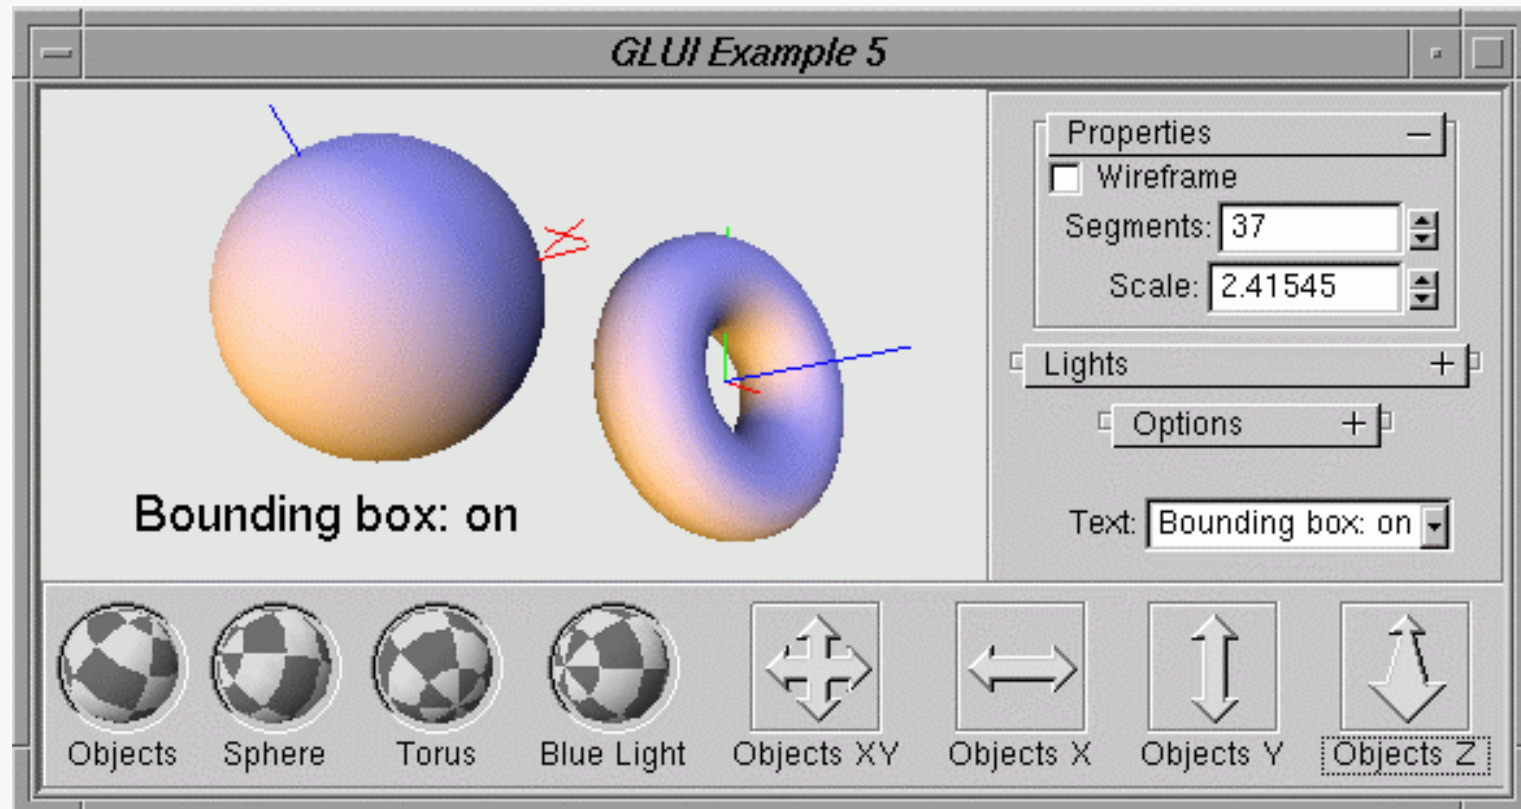 GLUI Example 5
Properties
Wireframe
Segments: 37
Scale: 2.41545
Lights
Options
Text: Bounding box: on
Bounding box: on
Objects
Sphere
Torus
Blue Light
Objects XY
Objects X
Objects Y
Objects Z